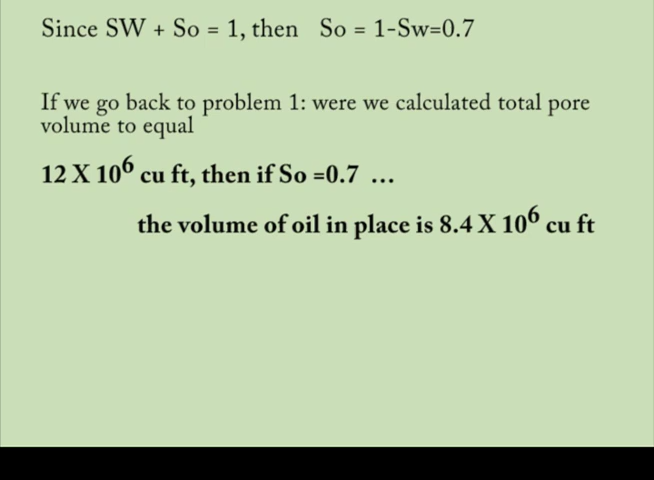 Since SW + So = 1, then So = 1-Sw=0.7
If we go back to problem 1: were we calculated total pore
volume to equal
12 X 10⁶ cu ft, then if So =0.7 ...
the volume of oil in place is 8.4 X 10⁶ cu ft